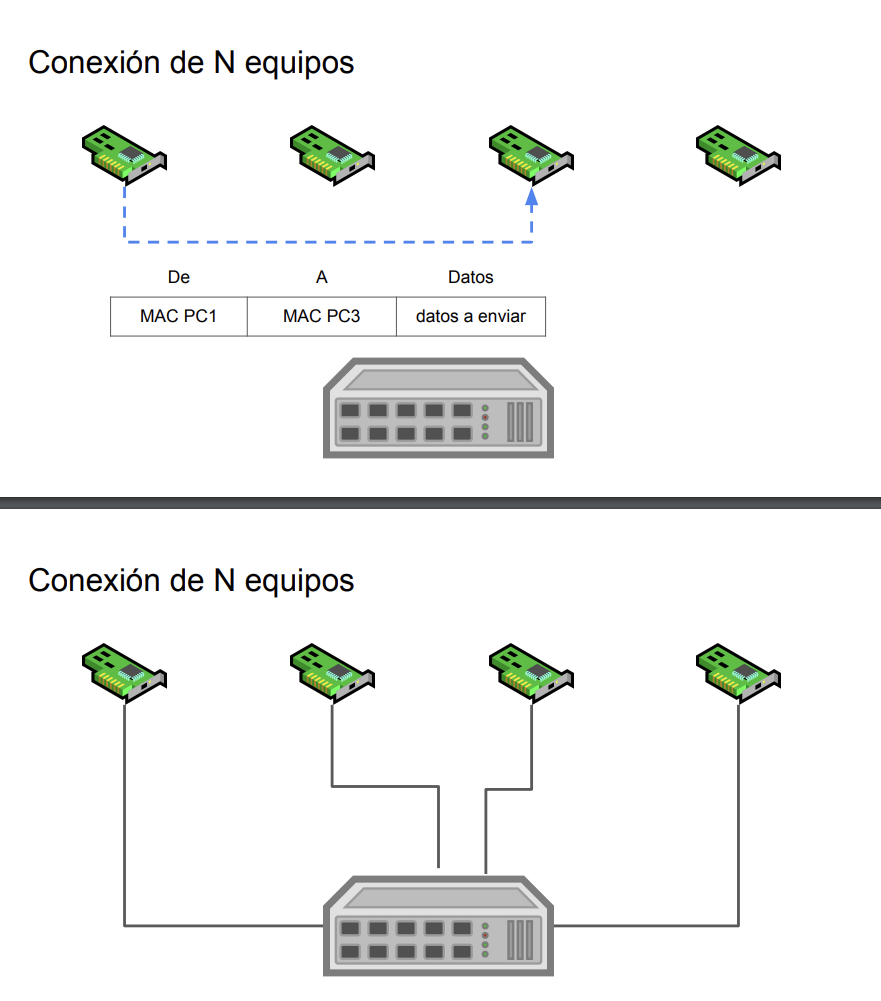 Conexión de N equipos
De A Datos
MAC PC1 MAC PC3 datos a enviar
Conexión de N equipos